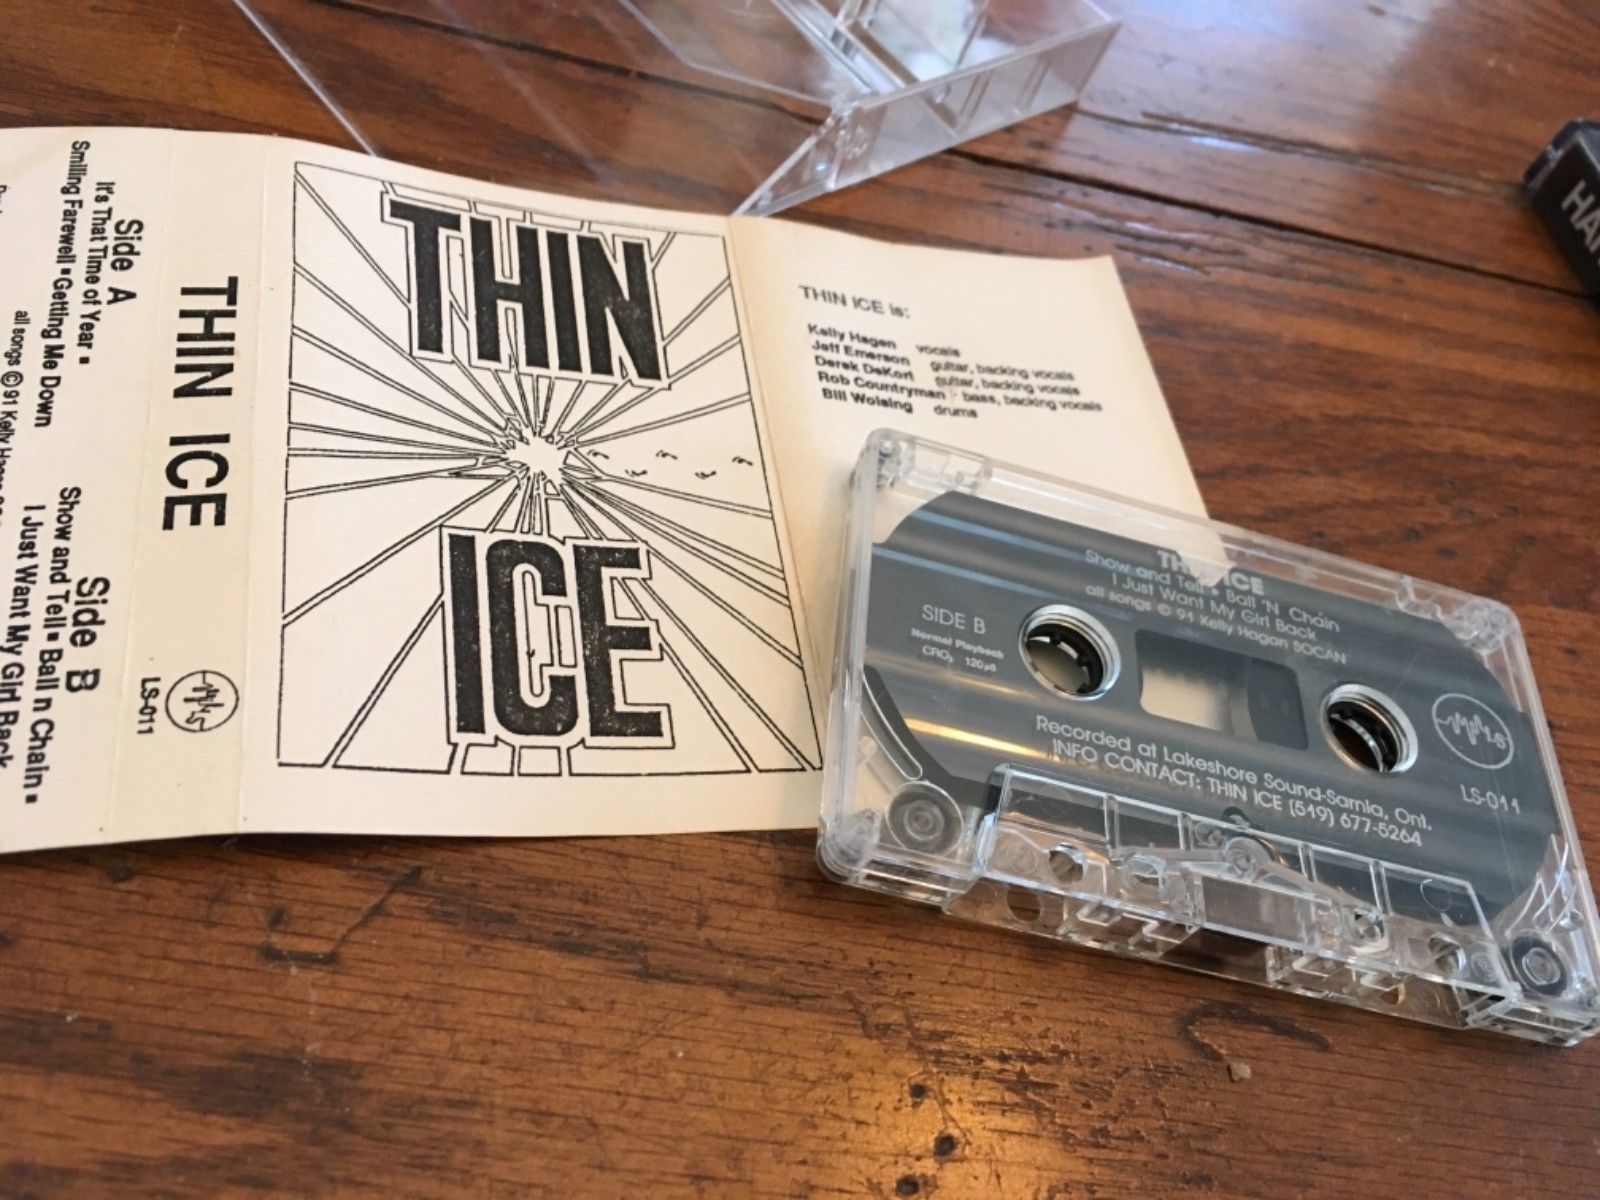 Side A
It's That Time of Year ▪
Smiling Farewell ▪ Getting Me Down
all songs © 91 Kelly
Side B
Show and Tell ▪ Ball n Chain ▪
I Just Want My Girl Back
THIN ICE
LS-011
THIN
ICE
THIN ICE is:
Kelly Hagen vocals
Jeff Emerson guitar, backing vocals
Derek DeKort guitar, backing vocals
Rob Countryman bass, backing vocals
Bill Wolsing drums
THIN ICE
Show and Tell • Ball 'N Chain
I Just Want My Girl Back
all songs © 91 Kelly Hagan SOCAN
SIDE B
Normal Playback
CRO₂ 120µs
LS
LS-011
Recorded at Lakeshore Sound-Sarnia, Ont.
INFO CONTACT: THIN ICE (519) 677-5264